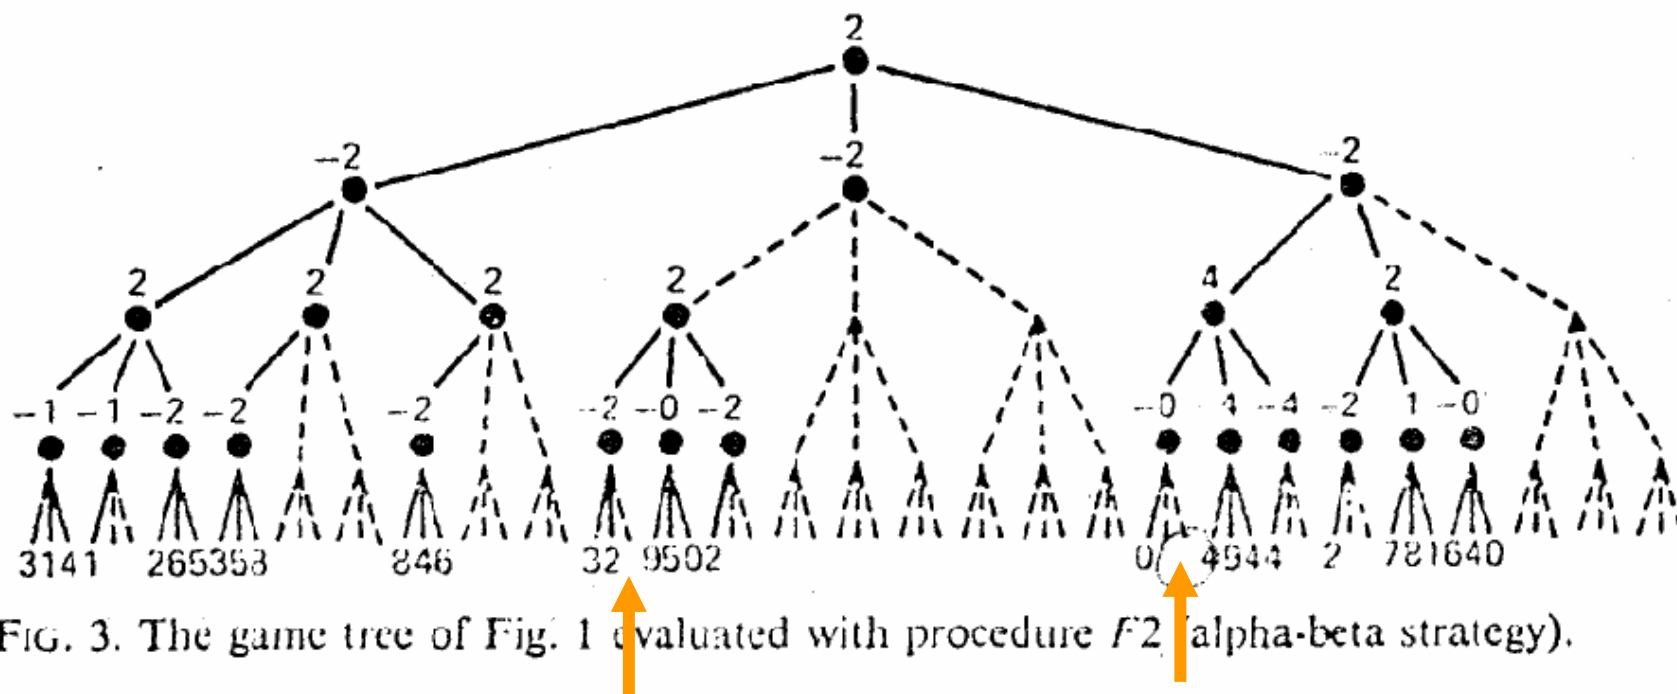 2
−2 −2 −2
2 2 2 2 4 2
−1 −1 −2 −2 −2 −2 −0 −2 −0 4 −4 −2 1 −0
3141 265358 846 32 9502 0 4944 2 781640
FIG. 3. The game tree of Fig. 1 evaluated with procedure F2 (alpha-beta strategy).